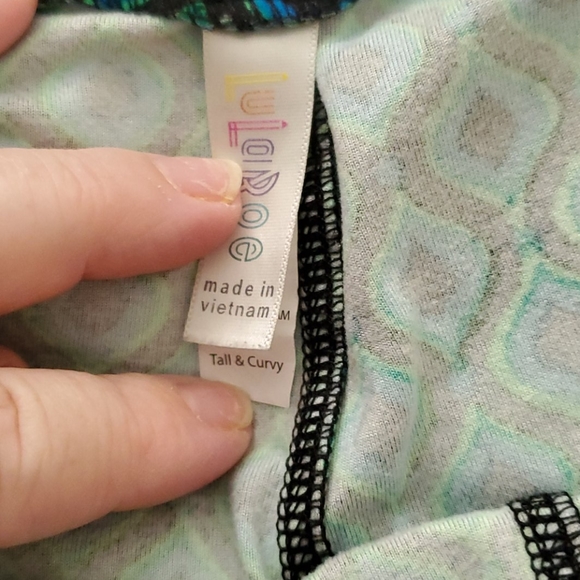 LuLaRoe
made in
vietnam
M
Tall & Curvy